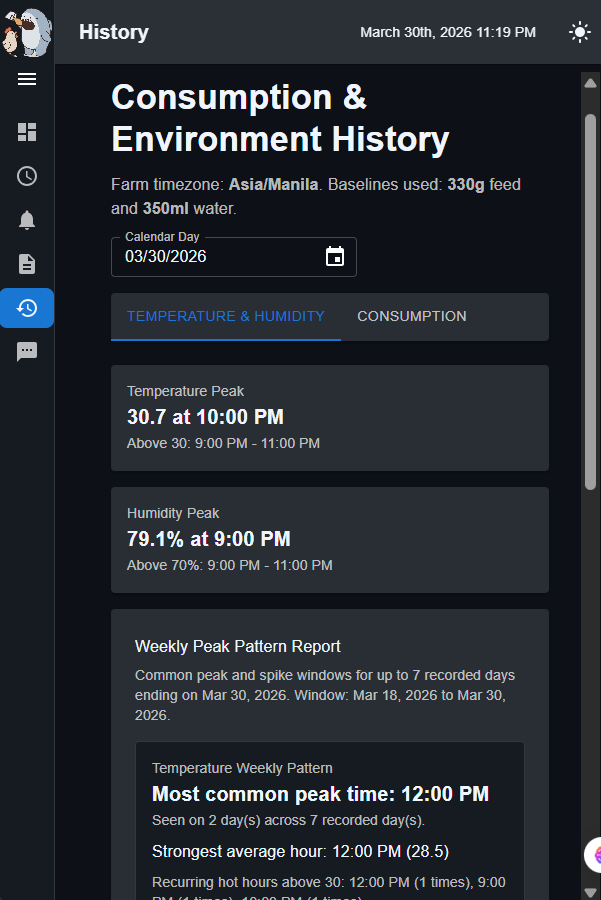 History
March 30th, 2026 11:19 PM
Consumption &
Environment History
Farm timezone: Asia/Manila. Baselines used: 330g feed
and 350ml water.
Calendar Day
03/30/2026
TEMPERATURE & HUMIDITY
CONSUMPTION
Temperature Peak
30.7 at 10:00 PM
Above 30: 9:00 PM - 11:00 PM
Humidity Peak
79.1% at 9:00 PM
Above 70%: 9:00 PM - 11:00 PM
Weekly Peak Pattern Report
Common peak and spike windows for up to 7 recorded days
ending on Mar 30, 2026. Window: Mar 18, 2026 to Mar 30,
2026.
Temperature Weekly Pattern
Most common peak time: 12:00 PM
Seen on 2 day(s) across 7 recorded day(s).
Strongest average hour: 12:00 PM (28.5)
Recurring hot hours above 30: 12:00 PM (1 times), 9:00
PM (1 times), 10:00 PM (1 times)